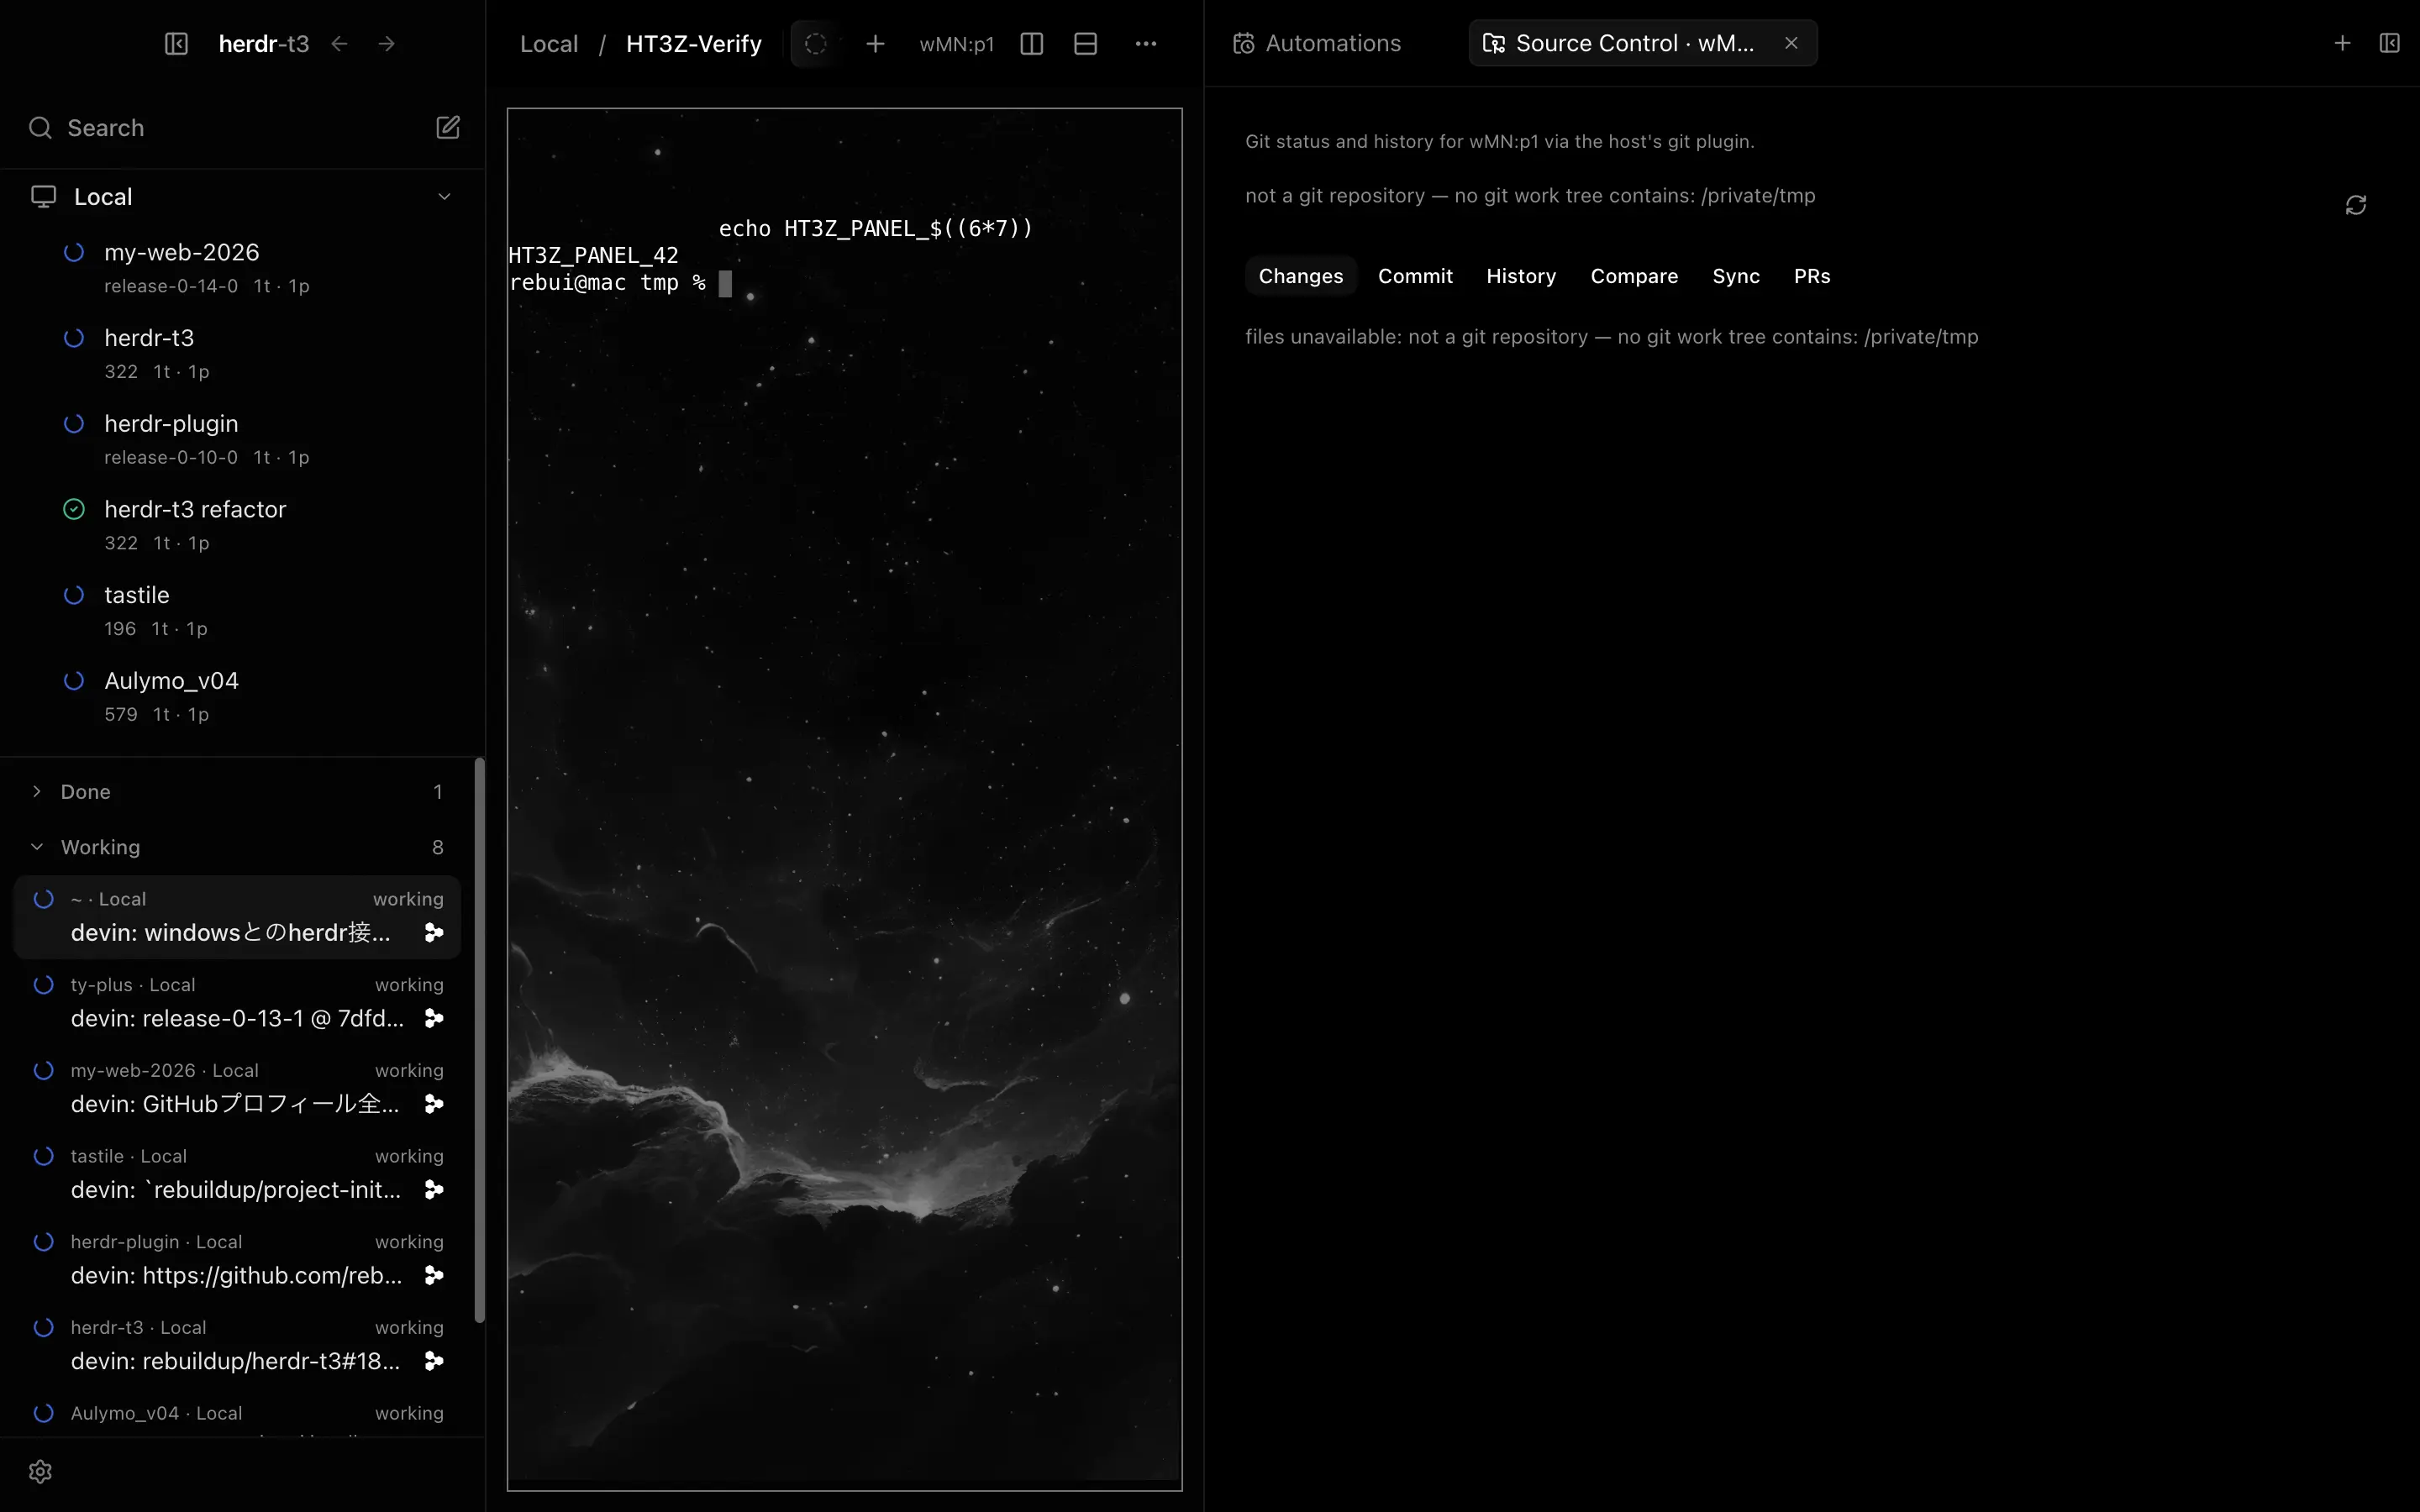 herdr-t3
Search
Local
my-web-2026
release-0-14-0 1t · 1p
herdr-t3
322 1t · 1p
herdr-plugin
release-0-10-0 1t · 1p
herdr-t3 refactor
322 1t · 1p
tastile
196 1t · 1p
Aulymo_v04
579 1t · 1p
Done 1
Working 8
~ · Local working
devin: windowsとのherdr接...
ty-plus · Local working
devin: release-0-13-1 @ 7dfd...
my-web-2026 · Local working
devin: GitHubプロフィール全...
tastile · Local working
devin: `rebuildup/project-init...
herdr-plugin · Local working
devin: https://github.com/reb...
herdr-t3 · Local working
devin: rebuildup/herdr-t3#18...
Aulymo_v04 · Local working
Local / HT3Z-Verify wMN:p1
echo HT3Z_PANEL_$((6*7))
HT3Z_PANEL_42
rebui@mac tmp %
Automations Source Control · wM...
Git status and history for wMN:p1 via the host's git plugin.
not a git repository — no git work tree contains: /private/tmp
Changes Commit History Compare Sync PRs
files unavailable: not a git repository — no git work tree contains: /private/tmp